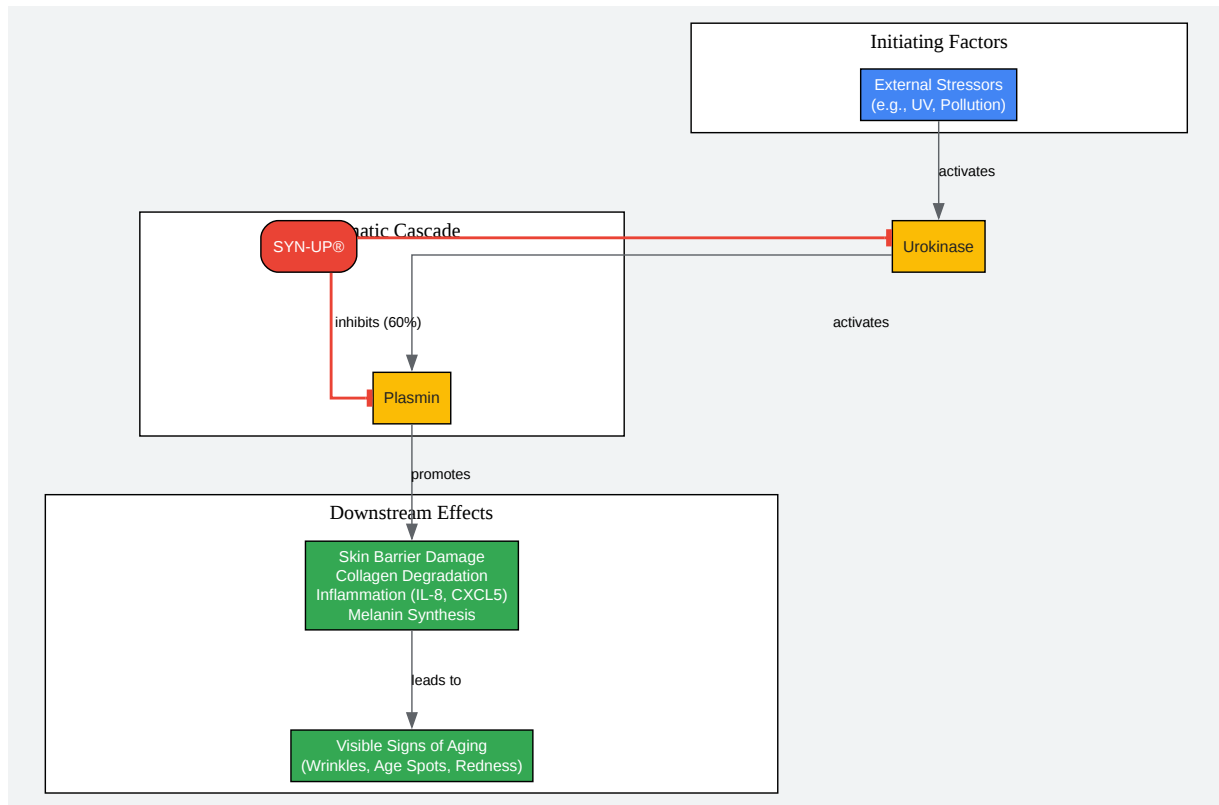 Initiating Factors
External Stressors
(e.g., UV, Pollution)
activates
Cascade
SYN-UP®
Urokinase
inhibits (60%)
activates
Plasmin
promotes
Downstream Effects
Skin Barrier Damage
Collagen Degradation
Inflammation (IL-8, CXCL5)
Melanin Synthesis
leads to
Visible Signs of Aging
(Wrinkles, Age Spots, Redness)